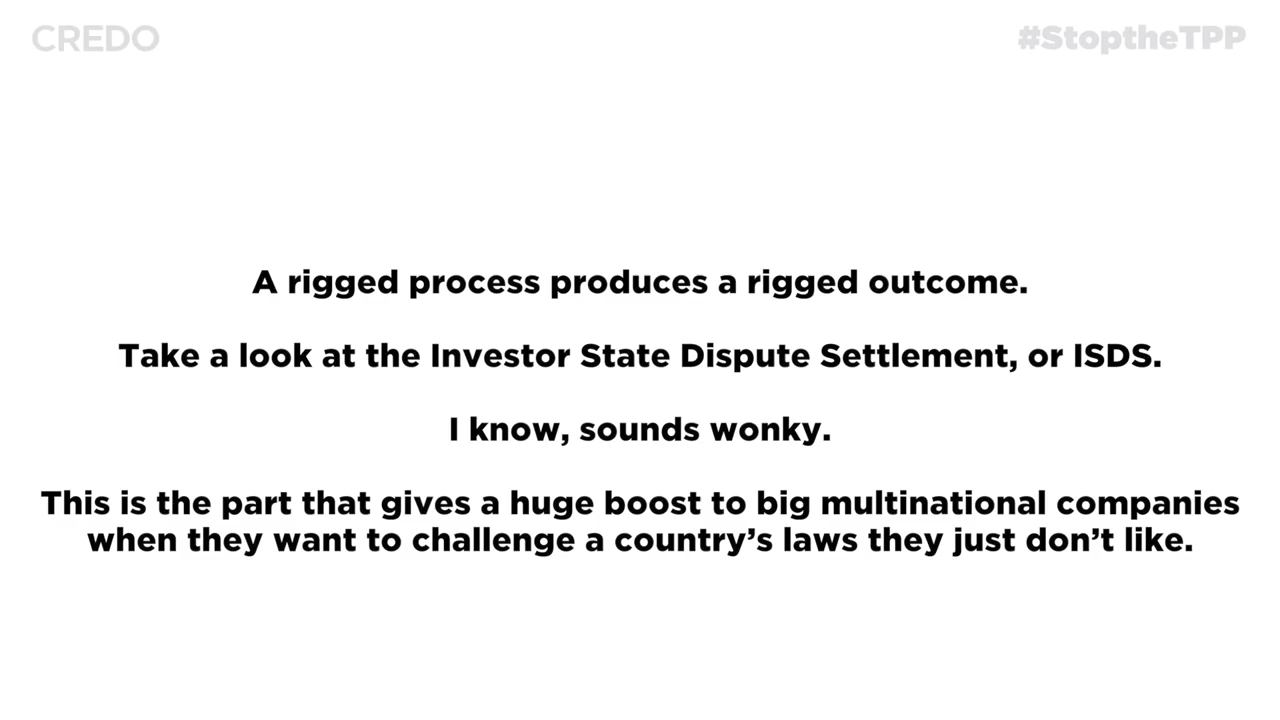 CREDO
#StoptheTPP
A rigged process produces a rigged outcome.
Take a look at the Investor State Dispute Settlement, or ISDS.
I know, sounds wonky.
This is the part that gives a huge boost to big multinational companies
when they want to challenge a country’s laws they just don’t like.